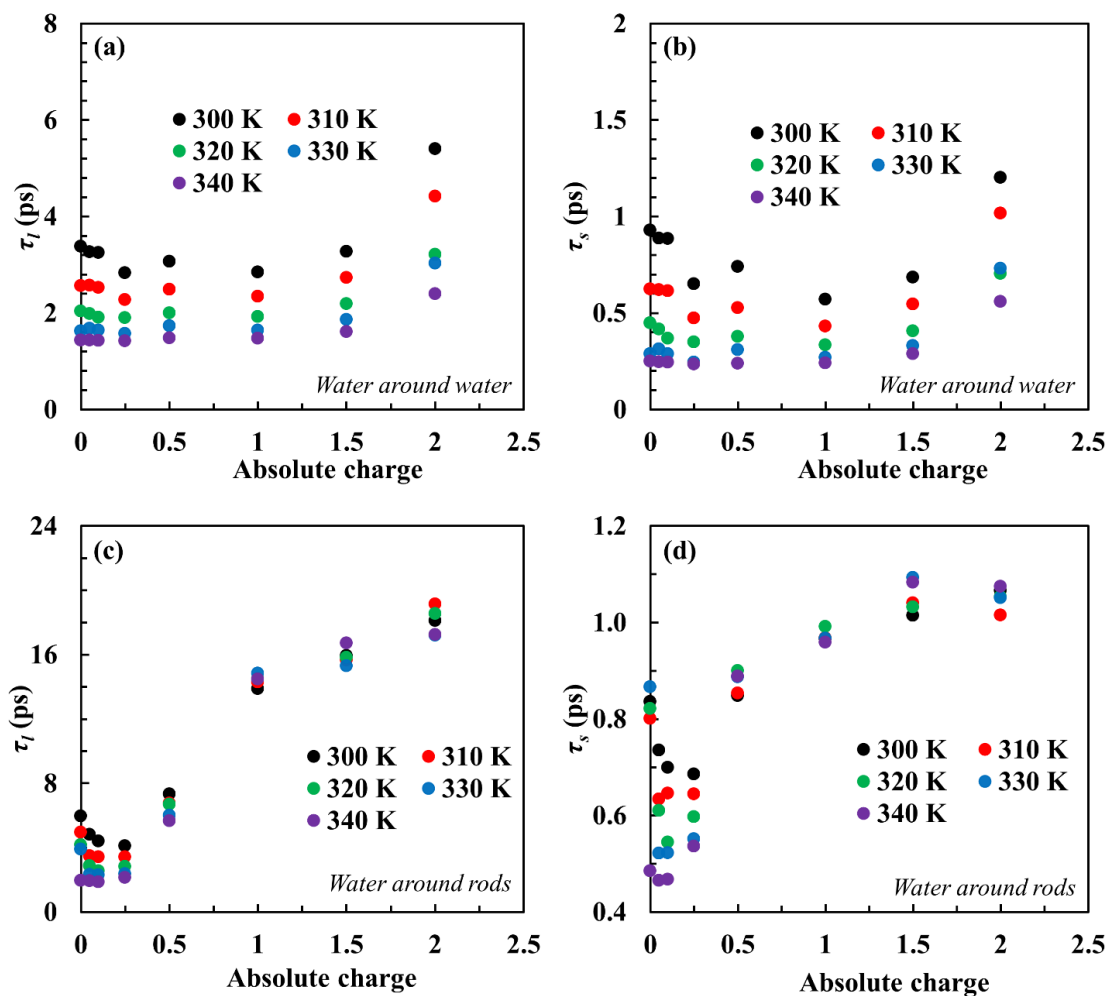 (a)
8
6
4
2
0
τl (ps)
300 K 310 K
320 K 330 K
340 K
Water around water
0 0.5 1 1.5 2 2.5
Absolute charge
(b)
2
1.5
1
0.5
0
τs (ps)
300 K 310 K
320 K 330 K
340 K
Water around water
0 0.5 1 1.5 2 2.5
Absolute charge
(c)
24
16
8
0
τl (ps)
300 K 310 K
320 K 330 K
340 K
Water around rods
0 0.5 1 1.5 2 2.5
Absolute charge
(d)
1.2
1.0
0.8
0.6
0.4
τs (ps)
300 K 310 K
320 K 330 K
340 K
Water around rods
0 0.5 1 1.5 2 2.5
Absolute charge